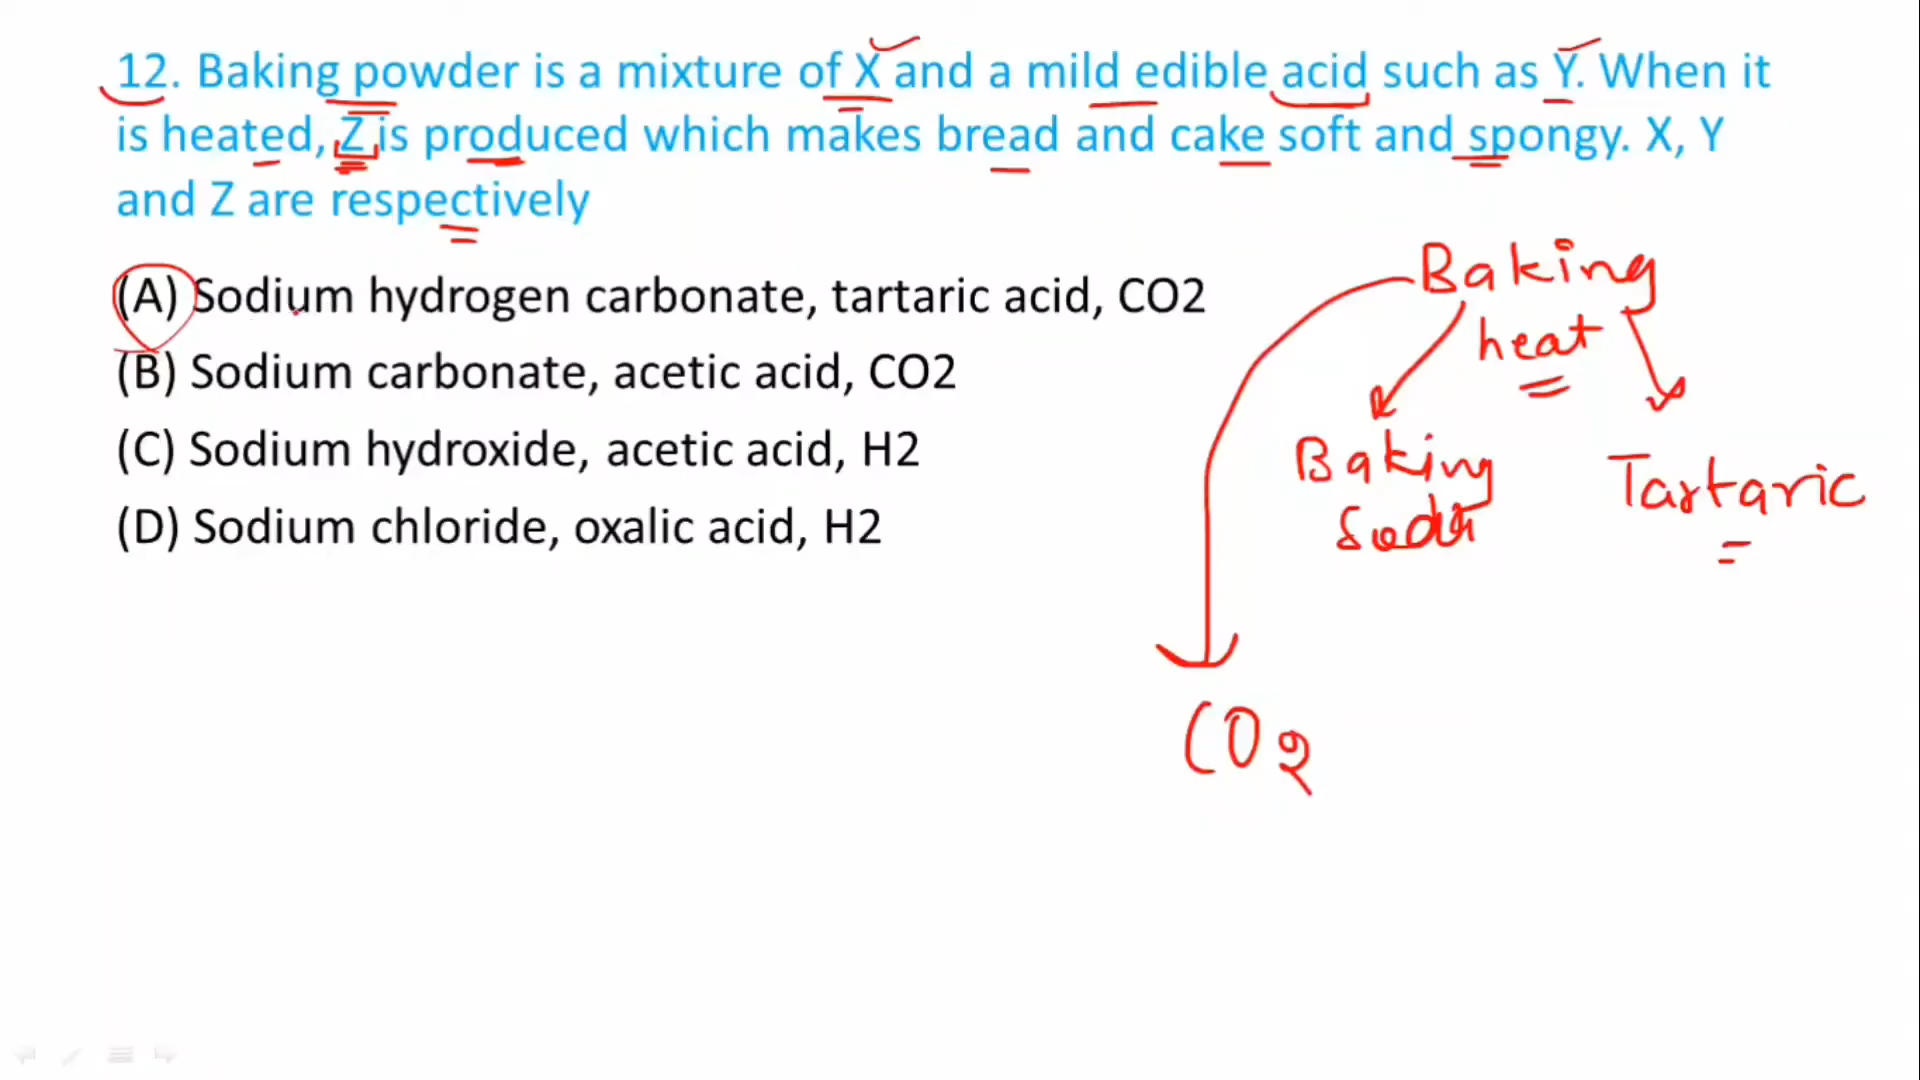 12. Baking powder is a mixture of X and a mild edible acid such as Y. When it
is heated, Z is produced which makes bread and cake soft and spongy. X, Y
and Z are respectively
(A) Sodium hydrogen carbonate, tartaric acid, CO2
(B) Sodium carbonate, acetic acid, CO2
(C) Sodium hydroxide, acetic acid, H2
(D) Sodium chloride, oxalic acid, H2
Baking
heat
Baking
Soda
Tartaric
CO2